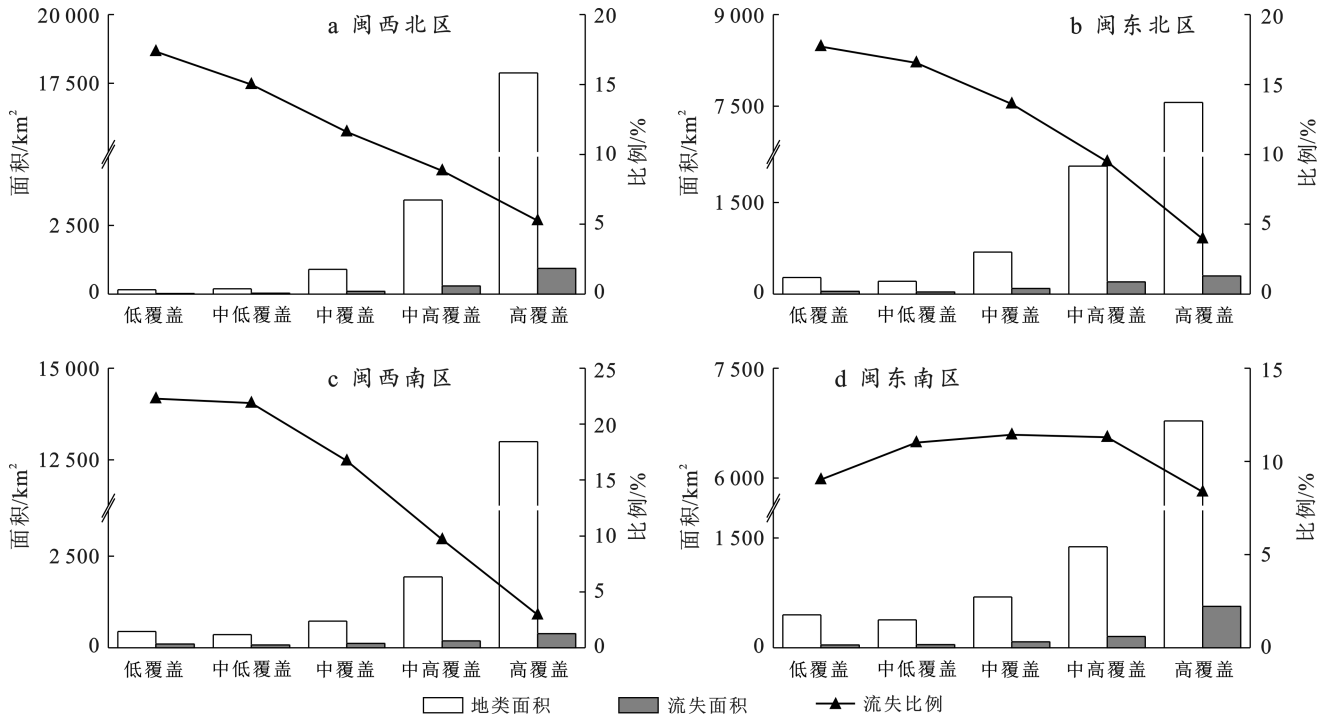 a 闽西北区
20 000
17 500
2 500
0
面积/km²
20
15
10
5
0
比例/%
低覆盖 中低覆盖 中覆盖 中高覆盖 高覆盖
b 闽东北区
9 000
7 500
1 500
0
面积/km²
20
15
10
5
0
比例/%
低覆盖 中低覆盖 中覆盖 中高覆盖 高覆盖
c 闽西南区
15 000
12 500
2 500
0
面积/km²
25
20
15
10
5
0
比例/%
低覆盖 中低覆盖 中覆盖 中高覆盖 高覆盖
d 闽东南区
7 500
6 000
1 500
0
面积/km²
15
10
5
0
比例/%
低覆盖 中低覆盖 中覆盖 中高覆盖 高覆盖
地类面积 流失面积 流失比例